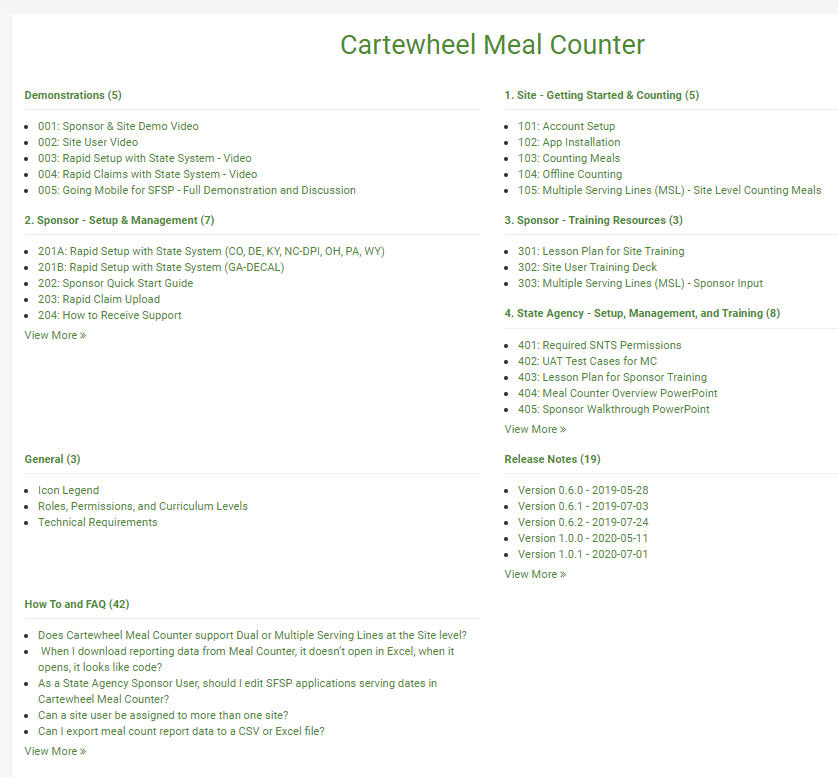 Cartewheel Meal Counter
Demonstrations (5)
001: Sponsor & Site Demo Video
002: Site User Video
003: Rapid Setup with State System - Video
004: Rapid Claims with State System - Video
005: Going Mobile for SFSP - Full Demonstration and Discussion
1. Site - Getting Started & Counting (5)
101: Account Setup
102: App Installation
103: Counting Meals
104: Offline Counting
105: Multiple Serving Lines (MSL) - Site Level Counting Meals
2. Sponsor - Setup & Management (7)
201A: Rapid Setup with State System (CO, DE, KY, NC-DPI, OH, PA, WY)
201B: Rapid Setup with State System (GA-DECAL)
202: Sponsor Quick Start Guide
203: Rapid Claim Upload
204: How to Receive Support
View More »
3. Sponsor - Training Resources (3)
301: Lesson Plan for Site Training
302: Site User Training Deck
303: Multiple Serving Lines (MSL) - Sponsor Input
4. State Agency - Setup, Management, and Training (8)
401: Required SNTS Permissions
402: UAT Test Cases for MC
403: Lesson Plan for Sponsor Training
404: Meal Counter Overview PowerPoint
405: Sponsor Walkthrough PowerPoint
View More »
General (3)
Icon Legend
Roles, Permissions, and Curriculum Levels
Technical Requirements
Release Notes (19)
Version 0.6.0 - 2019-05-28
Version 0.6.1 - 2019-07-03
Version 0.6.2 - 2019-07-24
Version 1.0.0 - 2020-05-11
Version 1.0.1 - 2020-07-01
View More »
How To and FAQ (42)
Does Cartewheel Meal Counter support Dual or Multiple Serving Lines at the Site level?
When I download reporting data from Meal Counter, it doesn't open in Excel, when it
opens, it looks like code?
As a State Agency Sponsor User, should I edit SFSP applications serving dates in
Cartewheel Meal Counter?
Can a site user be assigned to more than one site?
Can I export meal count report data to a CSV or Excel file?
View More »